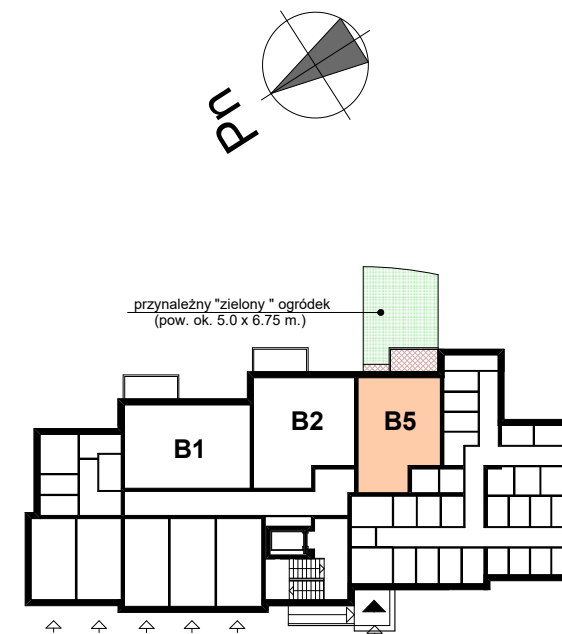 Pn
przynależny "zielony " ogródek
(pow. ok. 5.0 x 6.75 m.)
B1
B2
B5